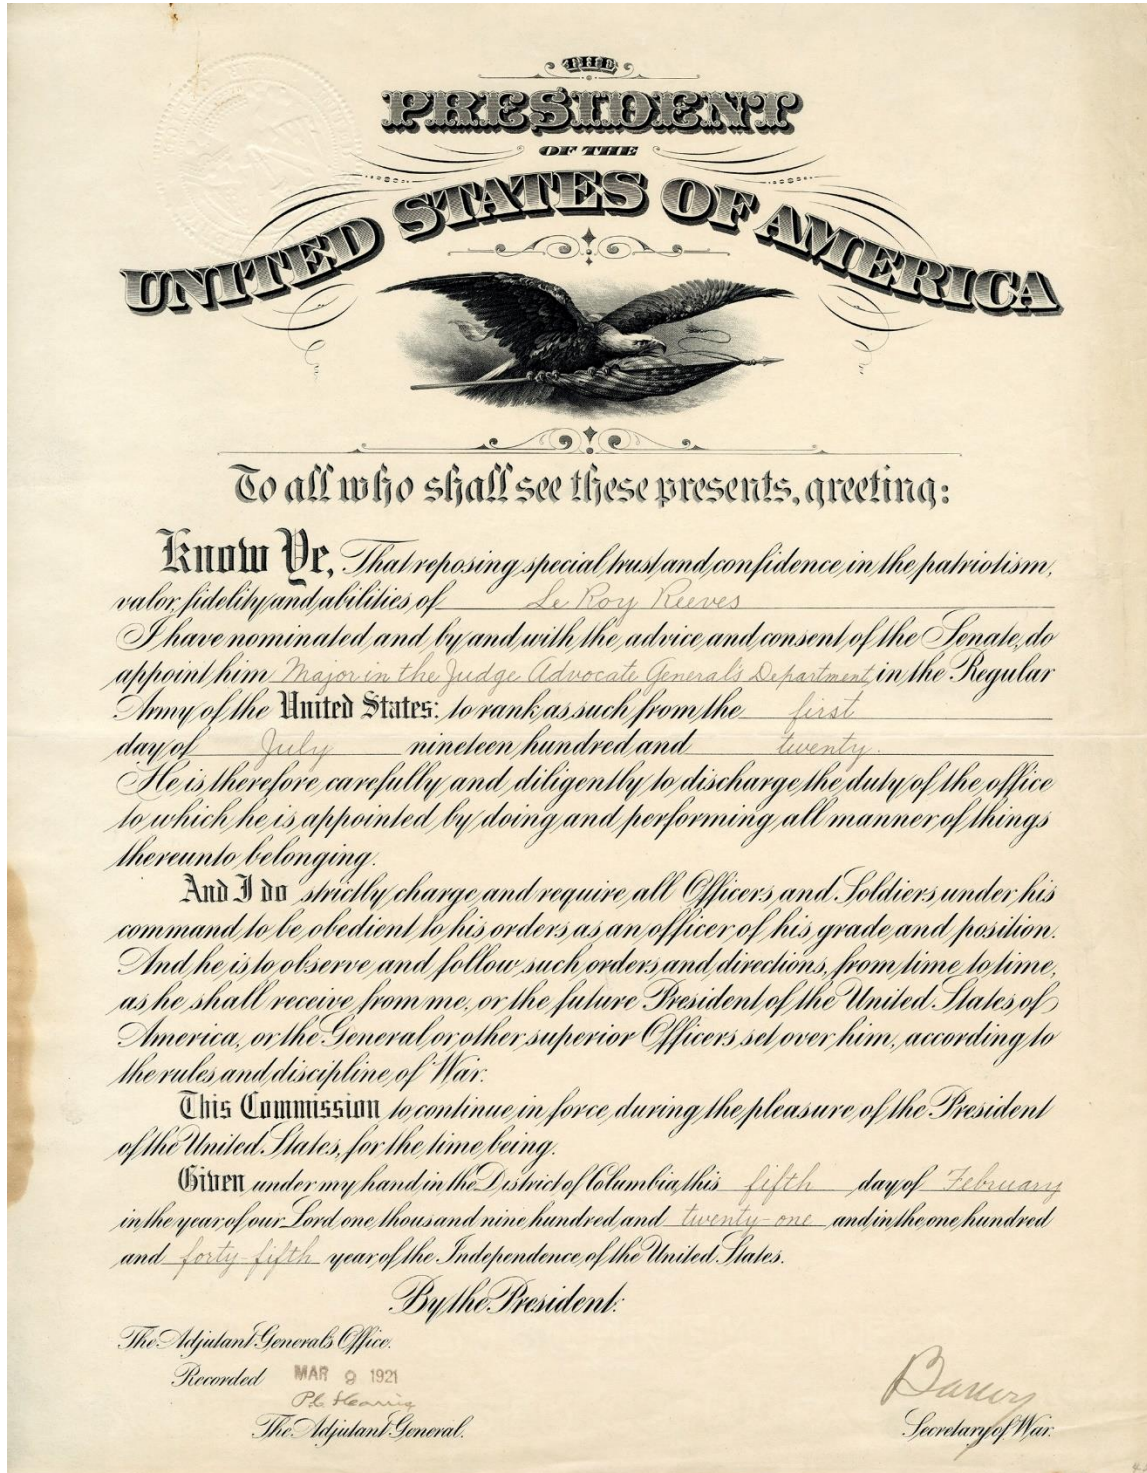 THE
PRESIDENT
OF THE
UNITED STATES OF AMERICA
To all who shall see these presents, greeting:
Know Ye, That reposing special trust and confidence in the patriotism,
valor, fidelity and abilities of Le Roy Reeves
I have nominated and by and with the advice and consent of the Senate, do
appoint him Major in the Judge Advocate General's Department, in the Regular
Army of the United States: to rank as such from the first
day of July nineteen hundred and twenty.
He is therefore carefully and diligently to discharge the duty of the office
to which he is appointed by doing and performing all manner of things
thereunto belonging.
And I do strictly charge and require all Officers and Soldiers under his
command to be obedient to his orders as an officer of his grade and position.
And he is to observe and follow such orders and directions, from time to time,
as he shall receive from me, or the future President of the United States of
America, or the General or other superior Officers set over him, according to
the rules and discipline of War.
This Commission to continue in force during the pleasure of the President
of the United States, for the time being.
Given under my hand in the District of Columbia, this fifth day of February
in the year of our Lord one thousand nine hundred and twenty-one and in the one hundred
and forty-fifth year of the Independence of the United States.
By the President:
The Adjutant General's Office.
Recorded MAR 9 1921
The Adjutant General.
Secretary of War.